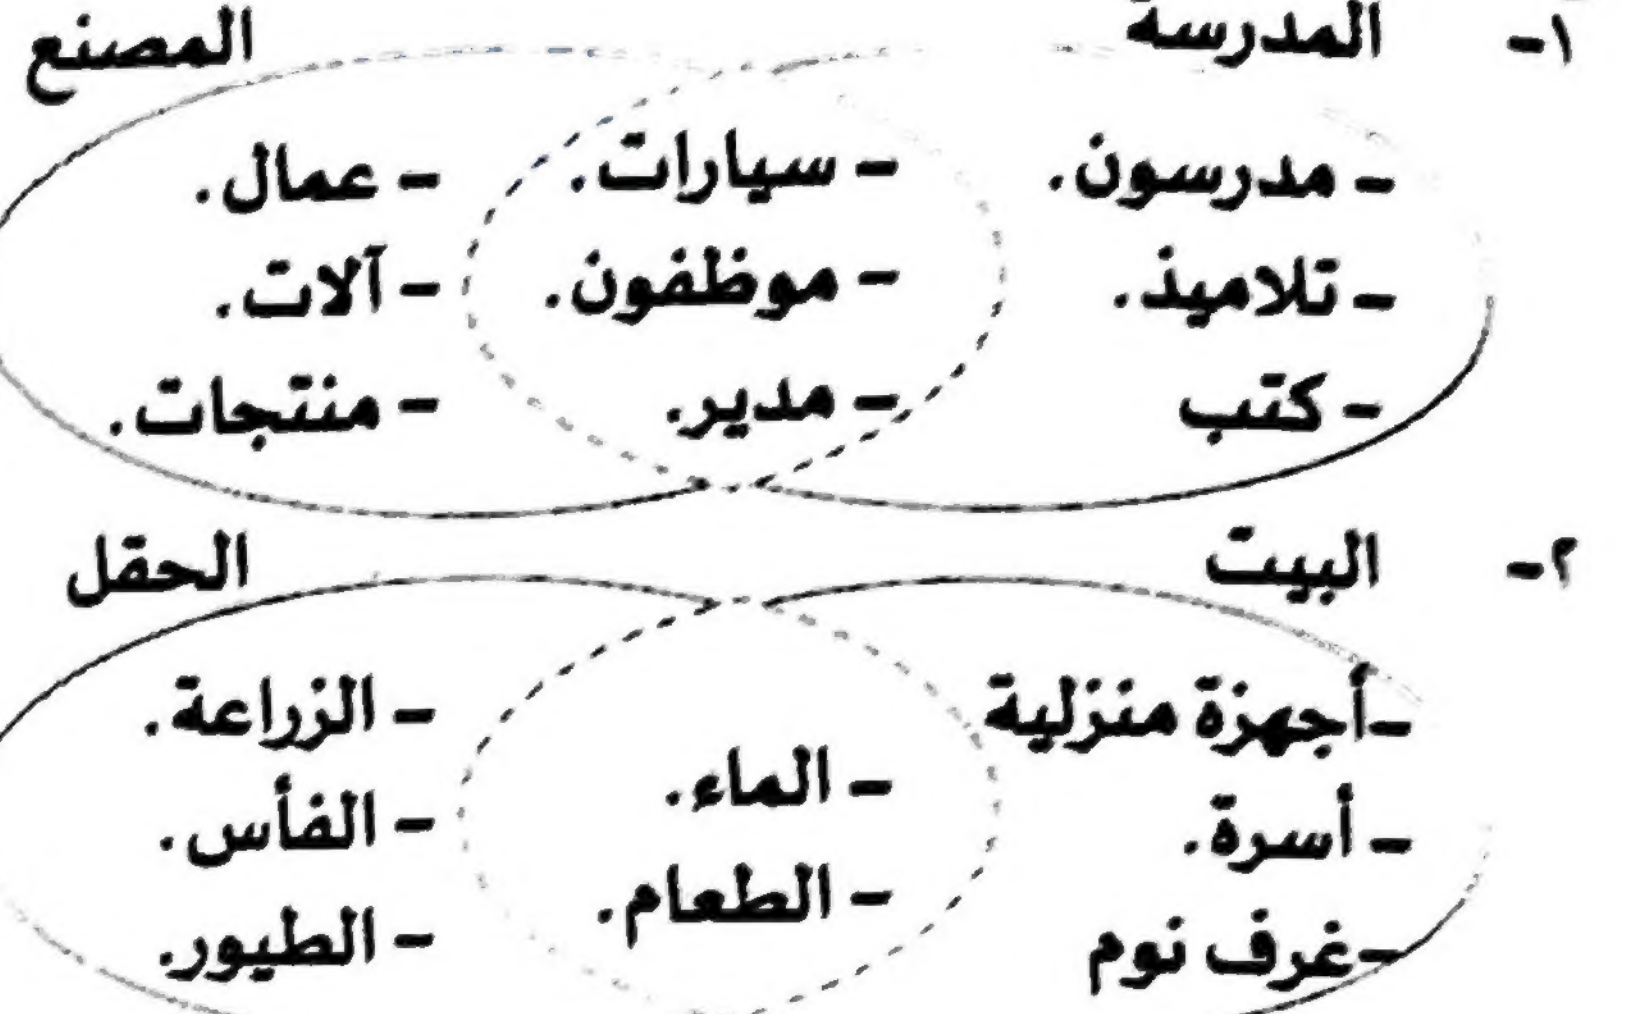 ١- المدرسة المصنع
- مدرسون. - سيارات. - عمال.
- تلاميذ. - موظفون. - آلات.
- كتب - مدير. - منتجات.
٢- البيت الحقل
-أجهزة منزلية - الماء. - الزراعة.
- أسرة. - الطعام. - الفأس.
-غرف نوم - الطيور.